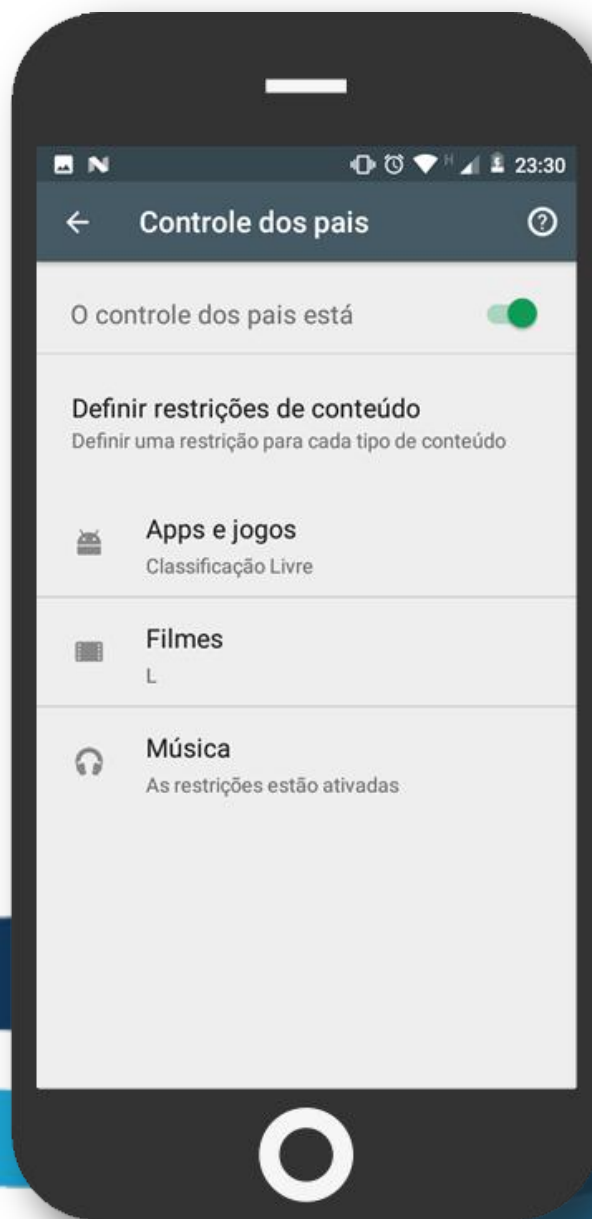 23:30
Controle dos pais
O controle dos pais está
Definir restrições de conteúdo
Definir uma restrição para cada tipo de conteúdo
Apps e jogos
Classificação Livre
Filmes
L
Música
As restrições estão ativadas